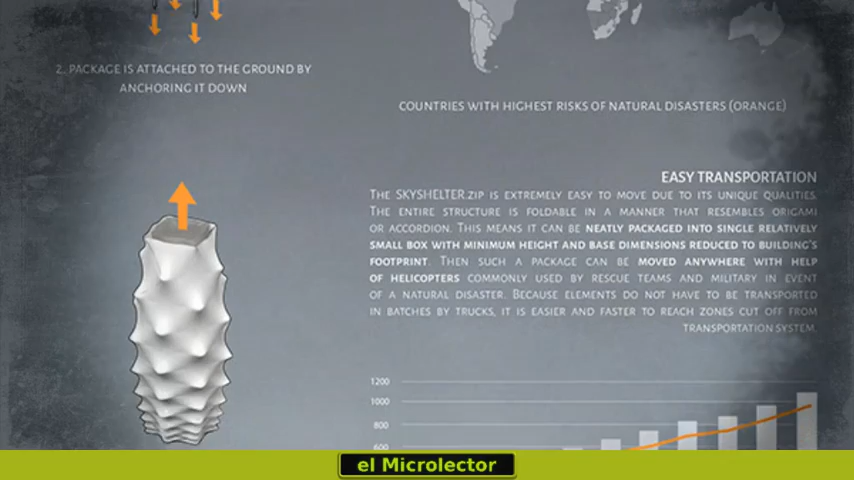 2. PACKAGE IS ATTACHED TO THE GROUND BY
ANCHORING IT DOWN
COUNTRIES WITH HIGHEST RISKS OF NATURAL DISASTERS (ORANGE)
EASY TRANSPORTATION
THE SKYSHELTER.ZIP IS EXTREMELY EASY TO MOVE DUE TO ITS UNIQUE QUALITIES.
THE ENTIRE STRUCTURE IS FOLDABLE IN A MANNER THAT RESEMBLES ORIGAMI
OR ACCORDION. THIS MEANS IT CAN BE NEATLY PACKAGED INTO SINGLE RELATIVELY
SMALL BOX WITH MINIMUM HEIGHT AND BASE DIMENSIONS REDUCED TO BUILDING'S
FOOTPRINT. THEN SUCH A PACKAGE CAN BE MOVED ANYWHERE WITH HELP
OF HELICOPTERS COMMONLY USED BY RESCUE TEAMS AND MILITARY IN EVENT
OF A NATURAL DISASTER. BECAUSE ELEMENTS DO NOT HAVE TO BE TRANSPORTED
IN BATCHES BY TRUCKS, IT IS EASIER AND FASTER TO REACH ZONES CUT OFF FROM
TRANSPORTATION SYSTEM.
1200
1000
800
600
el Microlector